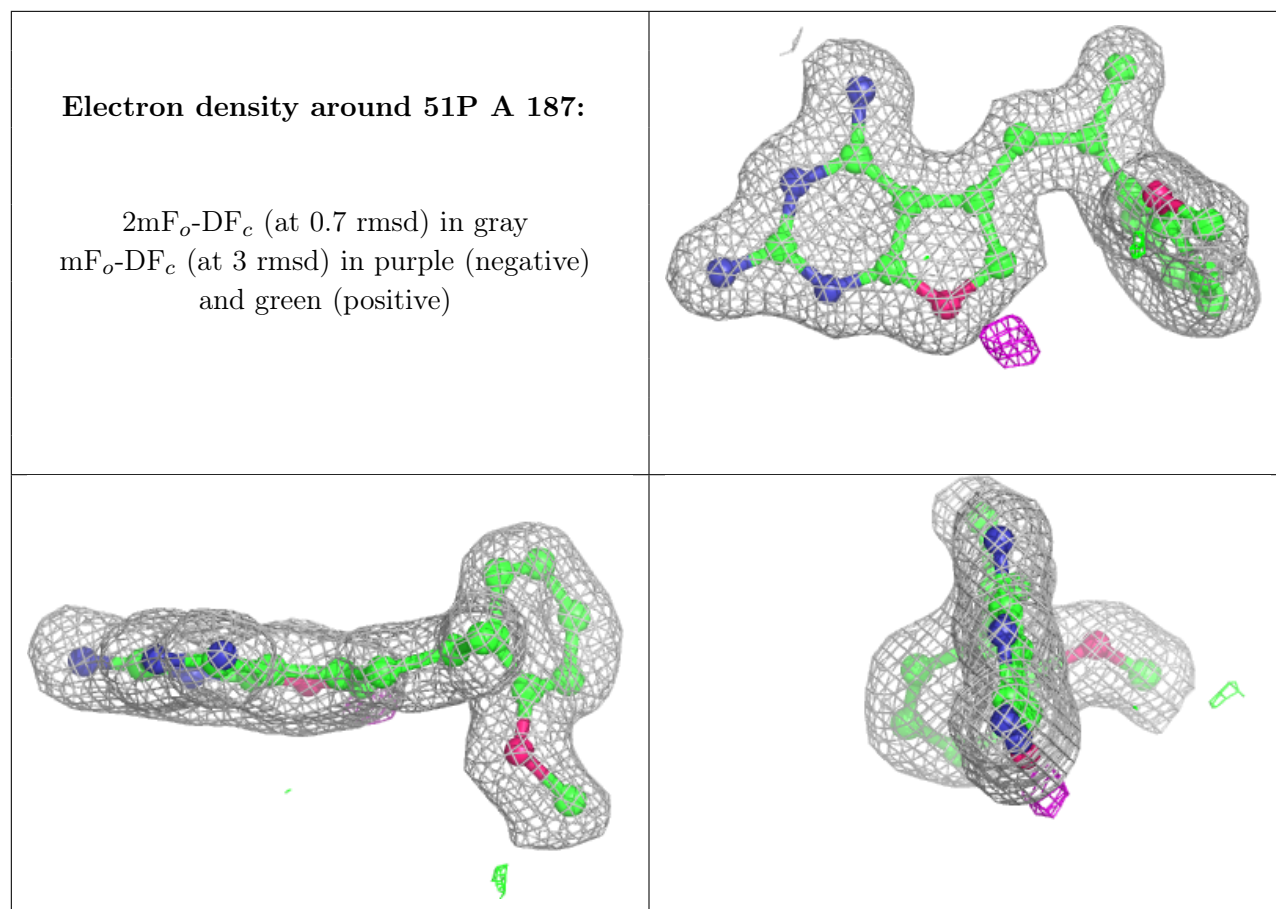 Electron density around 51P A 187:
2mFo-DFc (at 0.7 rmsd) in gray
mFo-DFc (at 3 rmsd) in purple (negative)
and green (positive)